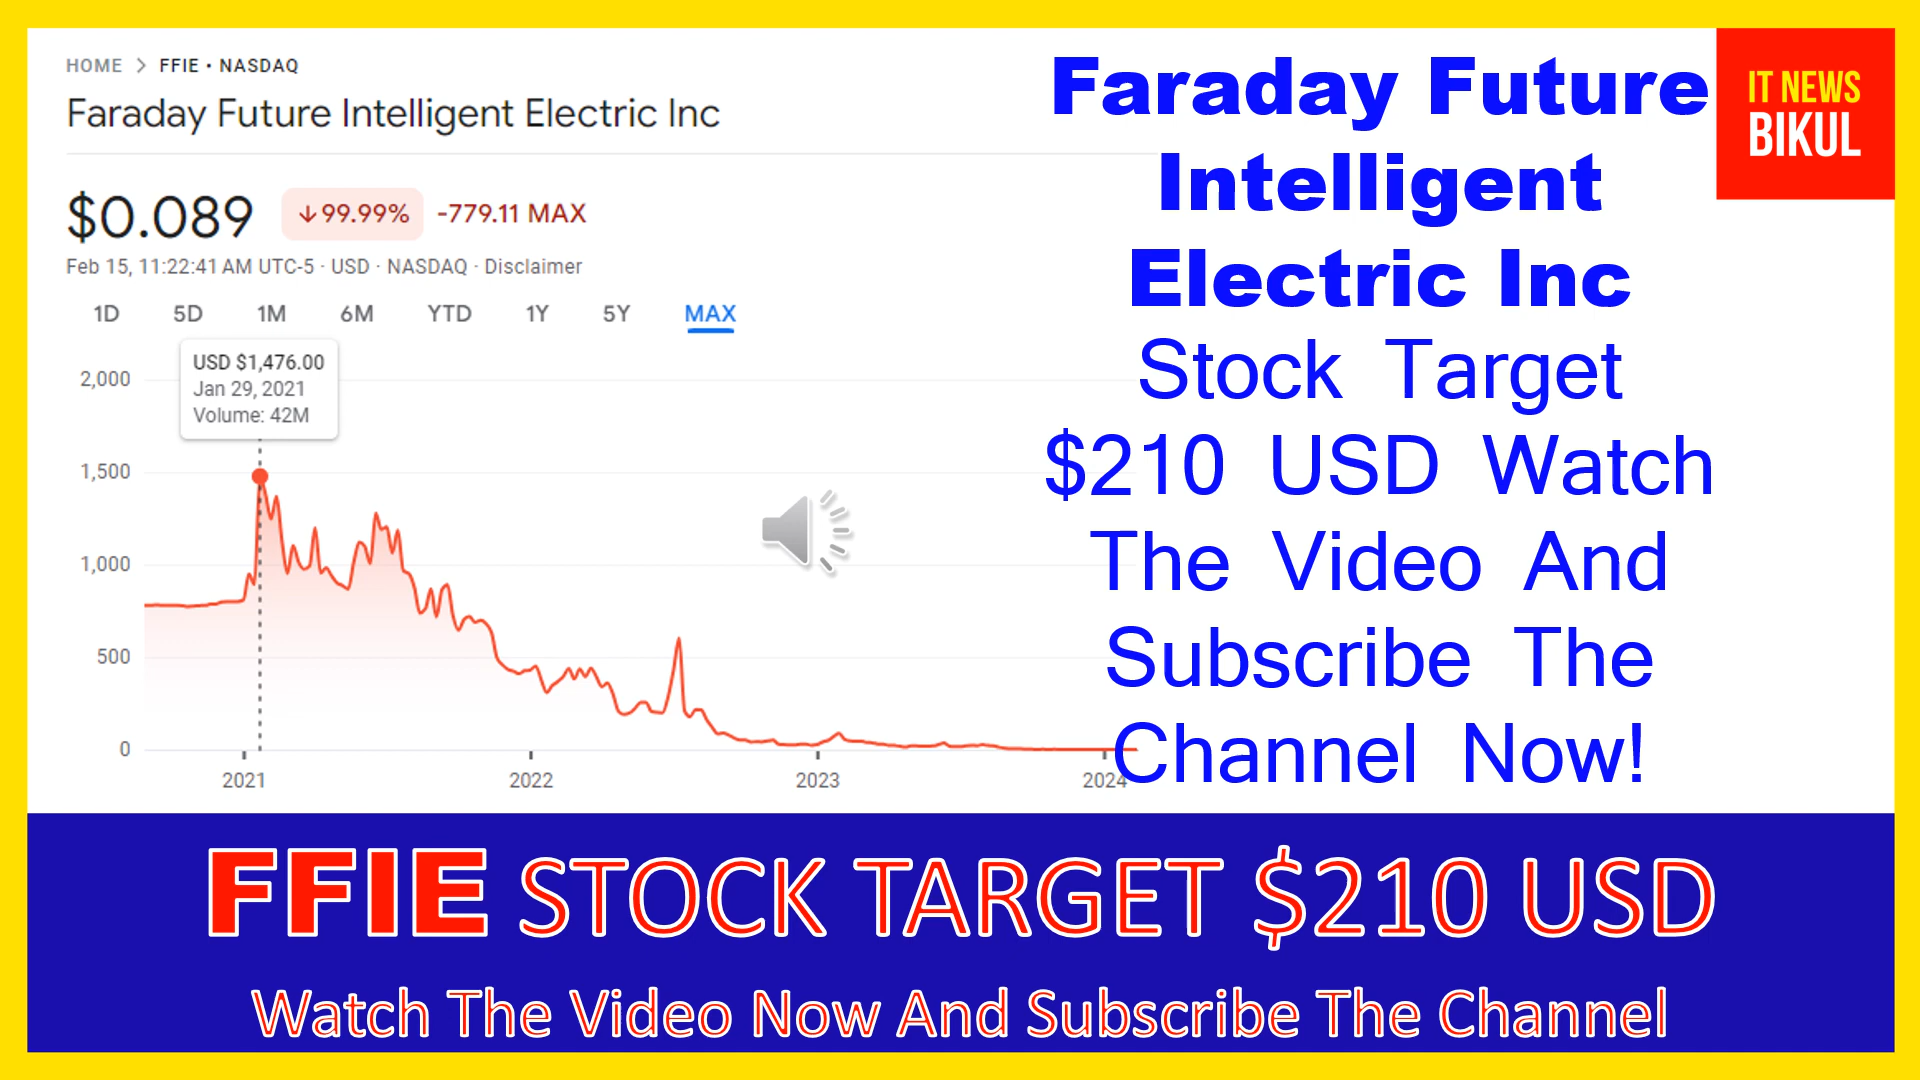 HOME > FFIE • NASDAQ
Faraday Future Intelligent Electric Inc
$0.089 ↓99.99% -779.11 MAX
Feb 15, 11:22:41 AM UTC-5 · USD · NASDAQ · Disclaimer
1D 5D 1M 6M YTD 1Y 5Y MAX
USD $1,476.00
Jan 29, 2021
Volume: 42M
2,000
1,500
1,000
500
0
2021 2022 2023 2024
Faraday Future
Intelligent
Electric Inc
Stock Target
$210 USD Watch
The Video And
Subscribe The
Channel Now!
IT NEWS
BIKUL
FFIE STOCK TARGET $210 USD
Watch The Video Now And Subscribe The Channel